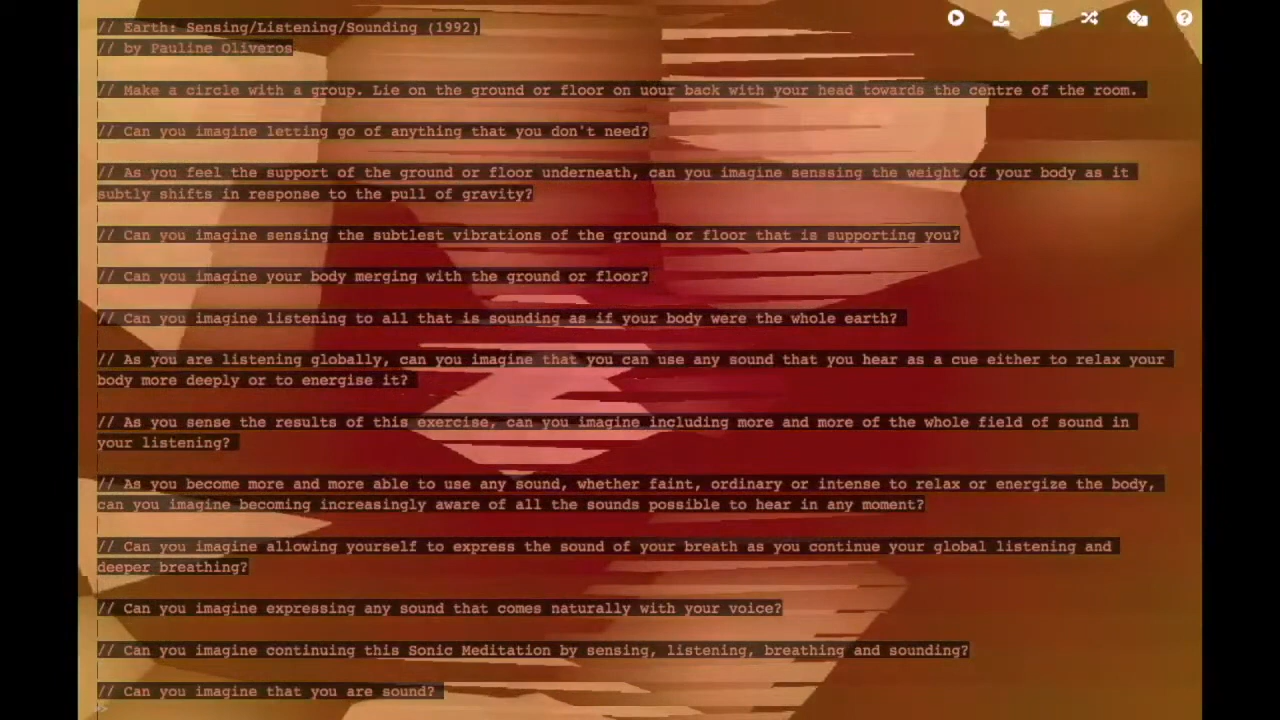 // Earth: Sensing/Listening/Sounding (1992)
// by Pauline Oliveros
// Make a circle with a group. Lie on the ground or floor on uour back with your head towards the centre of the room.
// Can you imagine letting go of anything that you don't need?
// As you feel the support of the ground or floor underneath, can you imagine senssing the weight of your body as it
subtly shifts in response to the pull of gravity?
// Can you imagine sensing the subtlest vibrations of the ground or floor that is supporting you?
// Can you imagine your body merging with the ground or floor?
// Can you imagine listening to all that is sounding as if your body were the whole earth?
// As you are listening globally, can you imagine that you can use any sound that you hear as a cue either to relax your
body more deeply or to energise it?
// As you sense the results of this exercise, can you imagine including more and more of the whole field of sound in
your listening?
// As you become more and more able to use any sound, whether faint, ordinary or intense to relax or energize the body,
can you imagine becoming increasingly aware of all the sounds possible to hear in any moment?
// Can you imagine allowing yourself to express the sound of your breath as you continue your global listening and
deeper breathing?
// Can you imagine expressing any sound that comes naturally with your voice?
// Can you imagine continuing this Sonic Meditation by sensing, listening, breathing and sounding?
// Can you imagine that you are sound?
>>